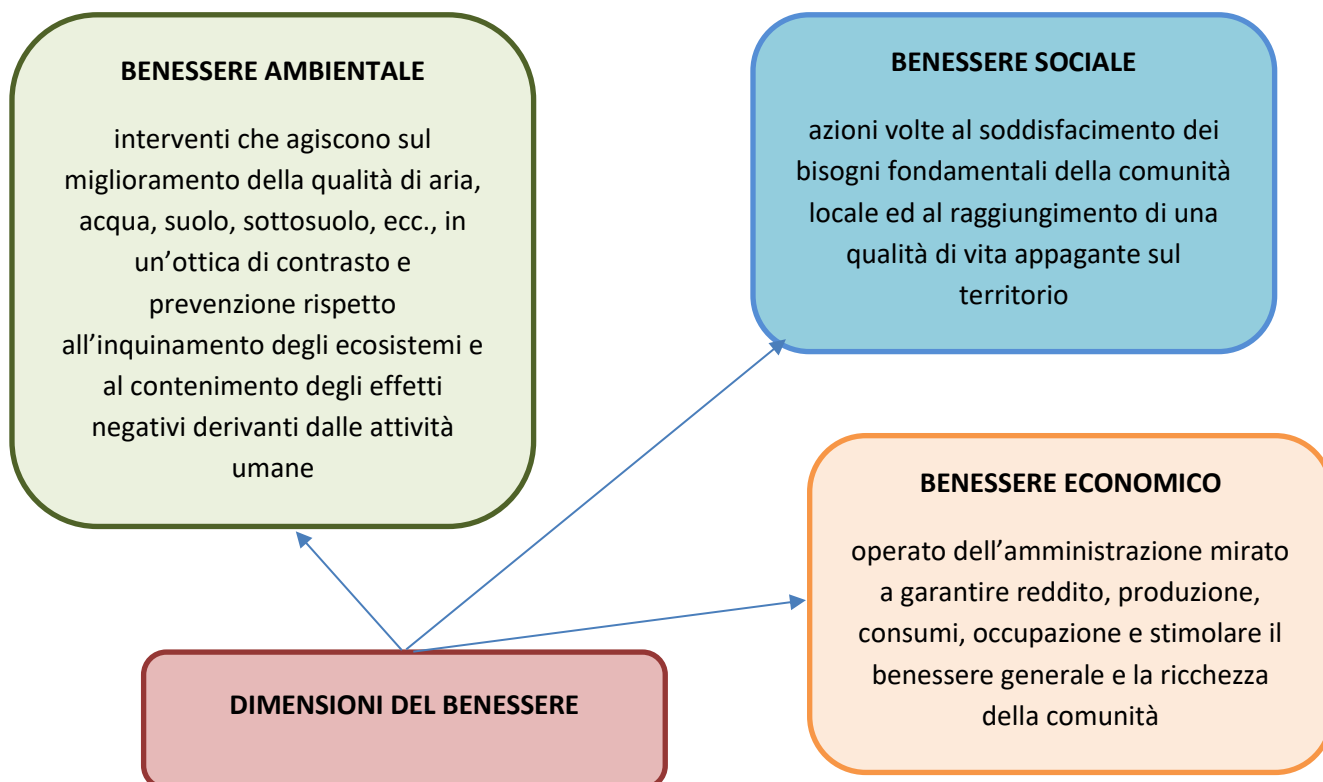 BENESSERE AMBIENTALE
interventi che agiscono sul
miglioramento della qualità di aria,
acqua, suolo, sottosuolo, ecc., in
un’ottica di contrasto e
prevenzione rispetto
all’inquinamento degli ecosistemi e
al contenimento degli effetti
negativi derivanti dalle attività
umane
BENESSERE SOCIALE
azioni volte al soddisfacimento dei
bisogni fondamentali della comunità
locale ed al raggiungimento di una
qualità di vita appagante sul
territorio
BENESSERE ECONOMICO
operato dell’amministrazione mirato
a garantire reddito, produzione,
consumi, occupazione e stimolare il
benessere generale e la ricchezza
della comunità
DIMENSIONI DEL BENESSERE